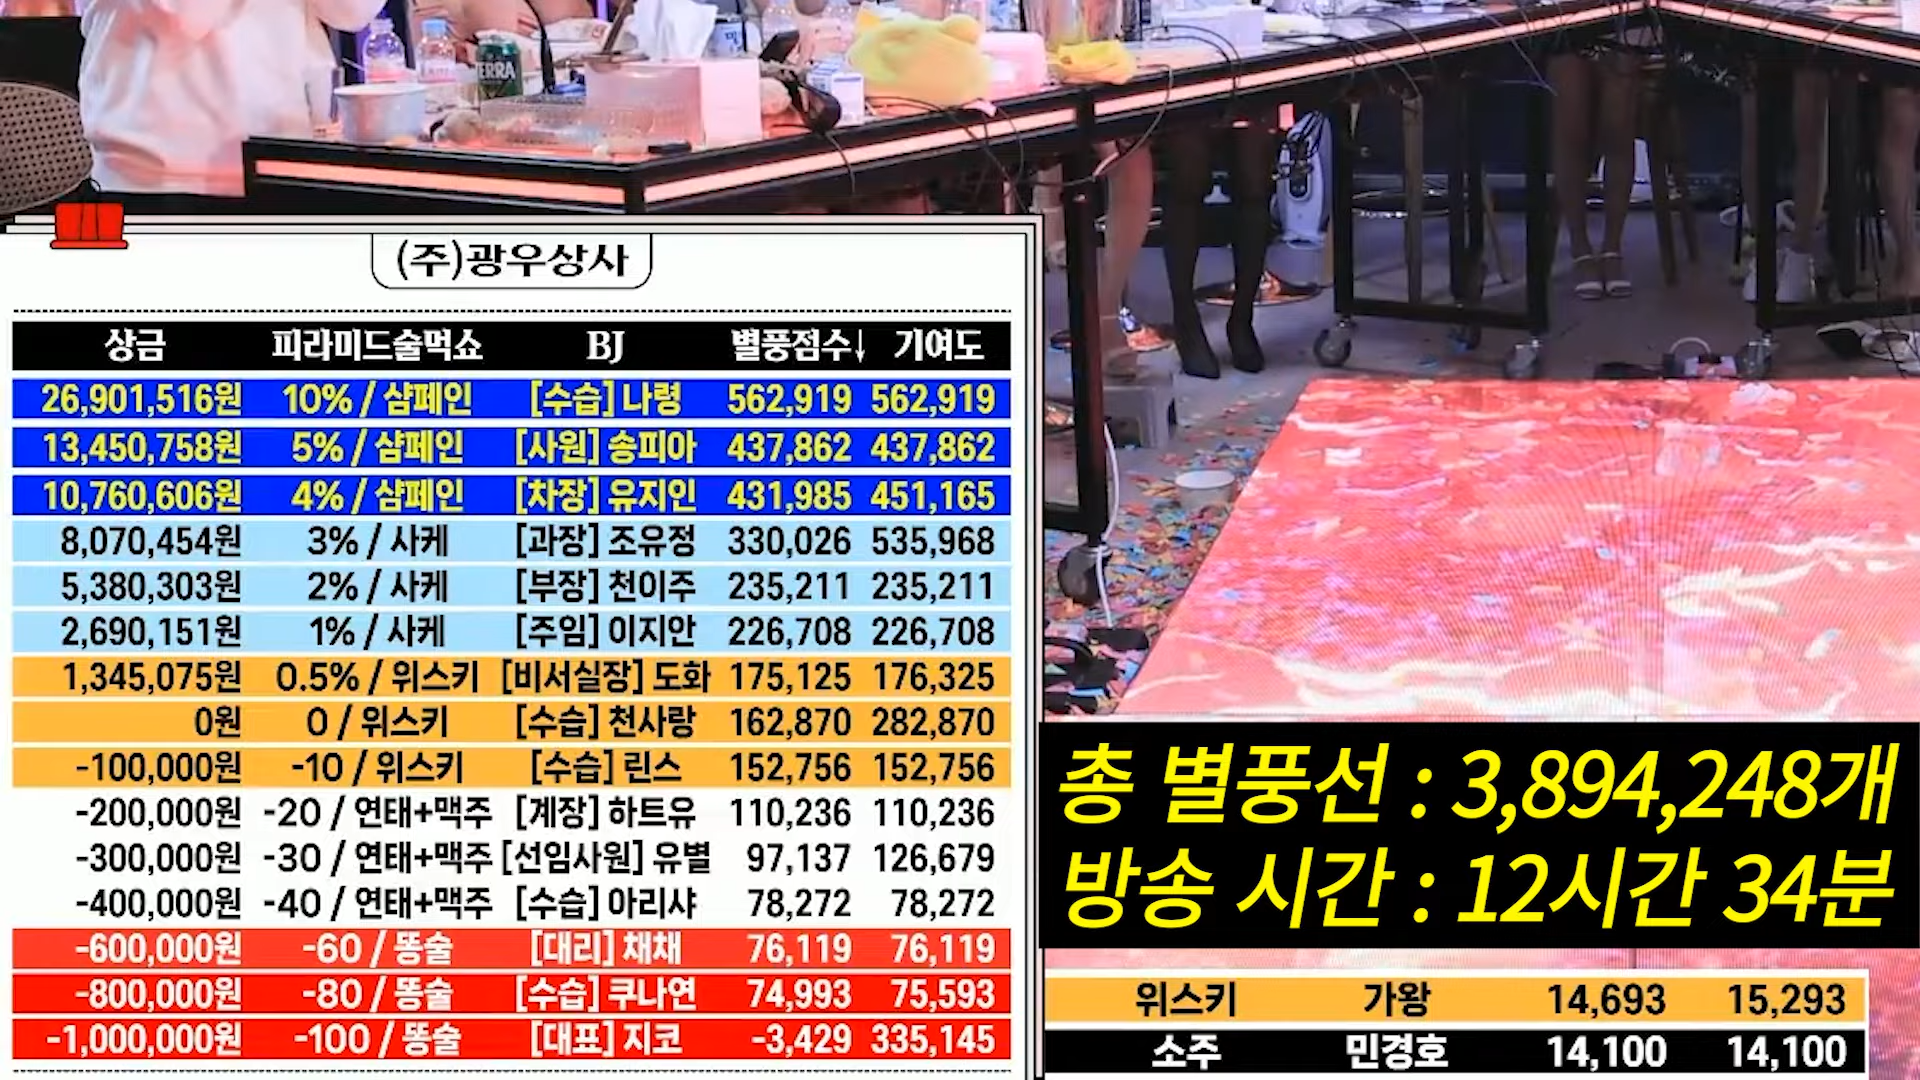 TERRA
(주)광우상사
상금 피라미드술먹쇼 BJ 별풍점수↓ 기여도
26,901,516원 10% / 샴페인 [수습] 나령 562,919 562,919
13,450,758원 5% / 샴페인 [사원] 송피아 437,862 437,862
10,760,606원 4% / 샴페인 [차장] 유지인 431,985 451,165
8,070,454원 3% / 사케 [과장] 조유정 330,026 535,968
5,380,303원 2% / 사케 [부장] 천이주 235,211 235,211
2,690,151원 1% / 사케 [주임] 이지안 226,708 226,708
1,345,075원 0.5% / 위스키 [비서실장] 도화 175,125 176,325
0원 0 / 위스키 [수습] 천사랑 162,870 282,870
-100,000원 -10 / 위스키 [수습] 린스 152,756 152,756
-200,000원 -20 / 연태+맥주 [계장] 하트유 110,236 110,236
-300,000원 -30 / 연태+맥주 [선임사원] 유별 97,137 126,679
-400,000원 -40 / 연태+맥주 [수습] 아리샤 78,272 78,272
-600,000원 -60 / 똥술 [대리] 채채 76,119 76,119
-800,000원 -80 / 똥술 [수습] 쿠나연 74,993 75,593
-1,000,000원 -100 / 똥술 [대표] 지코 -3,429 335,145
총 별풍선 : 3,894,248개
방송 시간 : 12시간 34분
위스키 가왕 14,693 15,293
소주 민경호 14,100 14,100